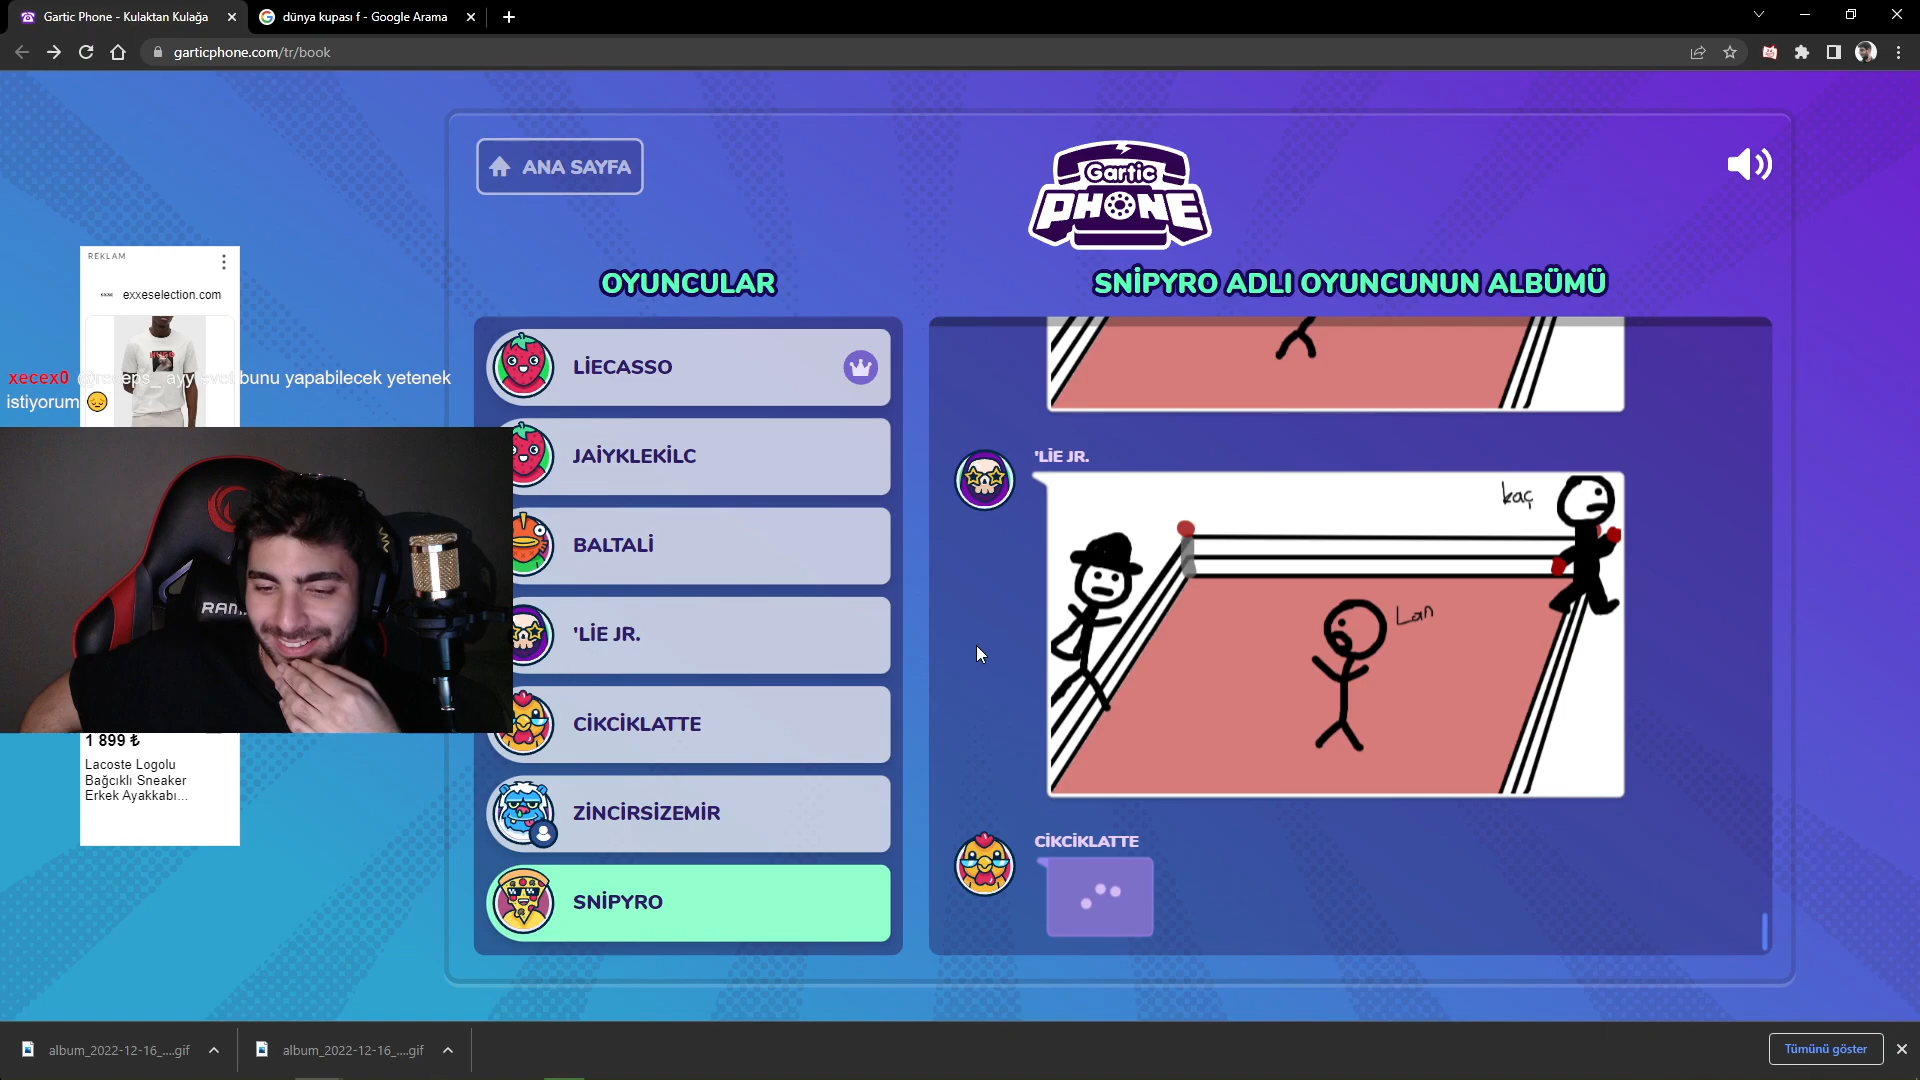 Gartic Phone - Kulaktan Kulağa
dünya kupası f - Google Arama
garticphone.com/tr/book
ANA SAYFA
Gartic
PHONE
OYUNCULAR
SNİPYRO ADLI OYUNCUNUN ALBÜMÜ
REKLAM
exxeselection.com
LİECASSO
xecex0 bunu yapabilecek yetenek
istiyorum
JAİYKLEKİLC
'LİE JR.
kaç
BALTALİ
Lan
'LİE JR.
CİKCİKLATTE
1 899 ₺
Lacoste Logolu
Bağcıklı Sneaker
Erkek Ayakkabı...
ZİNCİRSİZEMİR
CİKCİKLATTE
SNİPYRO
album_2022-12-16_....gif
album_2022-12-16_....gif
Tümünü göster